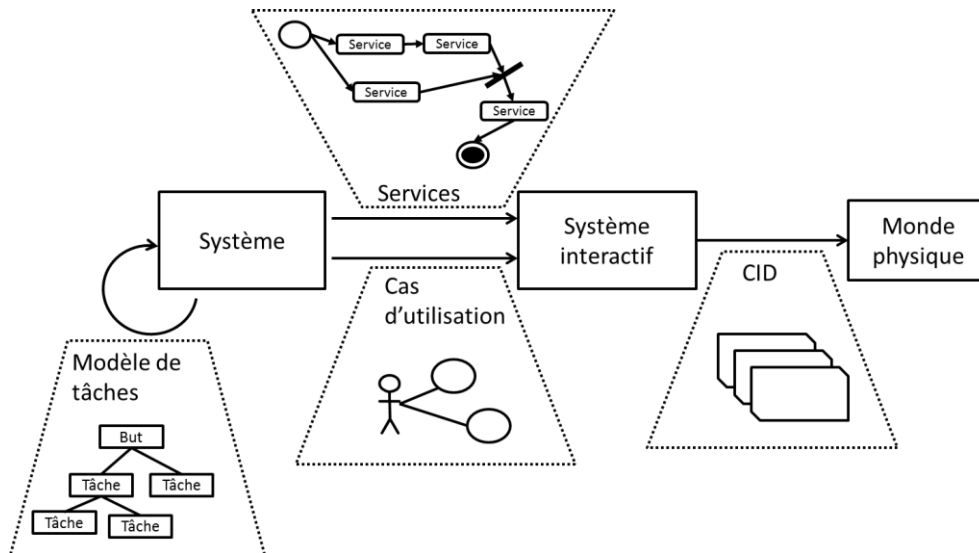 Service
Service
Service
Service
Services
Système
Système
interactif
Monde
physique
Cas
d'utilisation
CID
Modèle de
tâches
But
Tâche
Tâche
Tâche
Tâche